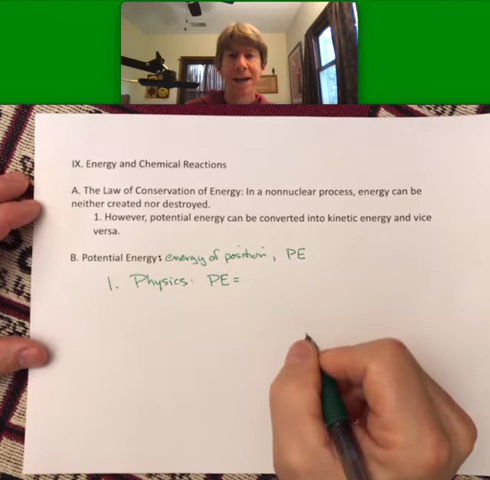 IX. Energy and Chemical Reactions
A. The Law of Conservation of Energy: In a nonnuclear process, energy can be
neither created nor destroyed.
1. However, potential energy can be converted into kinetic energy and vice
versa.
B. Potential Energy: energy of position, PE
1. Physics: PE=